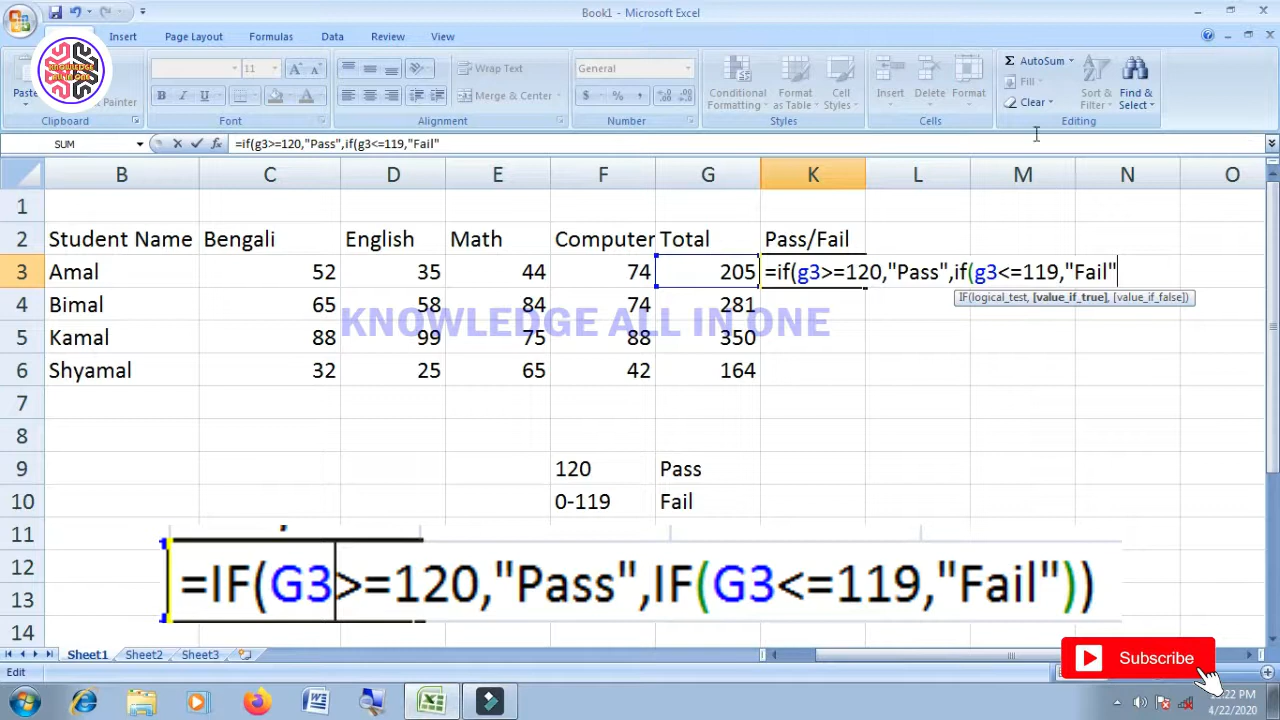 Book1 - Microsoft Excel
Insert Page Layout Formulas Data Review View
KNOWLEDGE ALL IN ONE
Paste Painter 11 Wrap Text General AutoSum
Merge & Center Conditional Formatting Format as Table Cell Styles Insert Delete Format Fill Sort & Filter Find & Select
Clear
Clipboard Font Alignment Number Styles Cells Editing
SUM =if(g3>=120,"Pass",if(g3<=119,"Fail"
B C D E F G K L M N O
1
2 Student Name Bengali English Math Computer Total Pass/Fail
3 Amal 52 35 44 74 205 =if(g3>=120,"Pass",if(g3<=119,"Fail"
IF(logical_test, [value_if_true], [value_if_false])
4 Bimal 65 58 84 74 281
KNOWLEDGE ALL IN ONE
5 Kamal 88 99 75 88 350
6 Shyamal 32 25 65 42 164
7
8
9 120 Pass
10 0-119 Fail
11
12 =IF(G3>=120,"Pass",IF(G3<=119,"Fail"))
13
14
Sheet1 Sheet2 Sheet3
Subscribe
Edit
:22 PM
4/22/2020